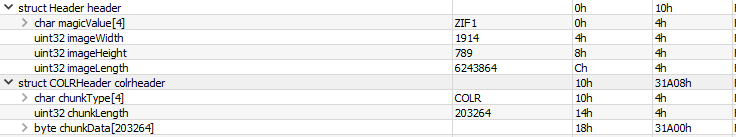 struct Header header 0h 10h
char magicValue[4] ZIF1 0h 4h
uint32 imageWidth 1914 4h 4h
uint32 imageHeight 789 8h 4h
uint32 imageLength 6243864 Ch 4h
struct COLRHeader colrheader 10h 31A08h
char chunkType[4] COLR 10h 4h
uint32 chunkLength 203264 14h 4h
byte chunkData[203264] 18h 31A00h